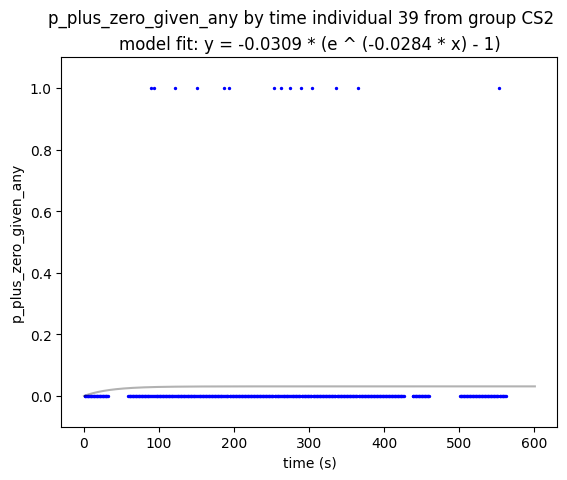 p_plus_zero_given_any by time individual 39 from group CS2
model fit: y = -0.0309 * (e ^ (-0.0284 * x) - 1)
1.0
0.8
0.6
0.4
0.2
0.0
p_plus_zero_given_any
0 100 200 300 400 500 600
time (s)